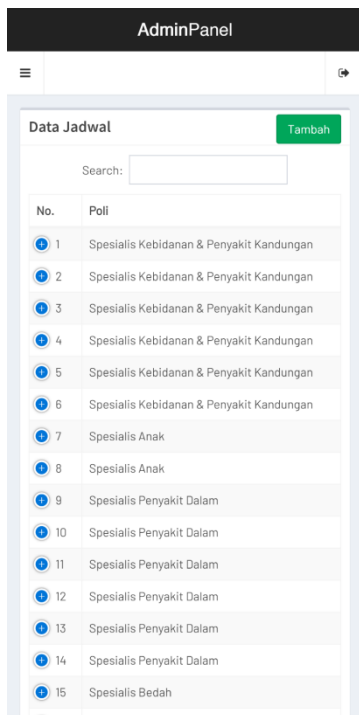 AdminPanel
Data Jadwal
Tambah
Search:
No. Poli
1 Spesialis Kebidanan & Penyakit Kandungan
2 Spesialis Kebidanan & Penyakit Kandungan
3 Spesialis Kebidanan & Penyakit Kandungan
4 Spesialis Kebidanan & Penyakit Kandungan
5 Spesialis Kebidanan & Penyakit Kandungan
6 Spesialis Kebidanan & Penyakit Kandungan
7 Spesialis Anak
8 Spesialis Anak
9 Spesialis Penyakit Dalam
10 Spesialis Penyakit Dalam
11 Spesialis Penyakit Dalam
12 Spesialis Penyakit Dalam
13 Spesialis Penyakit Dalam
14 Spesialis Penyakit Dalam
15 Spesialis Bedah